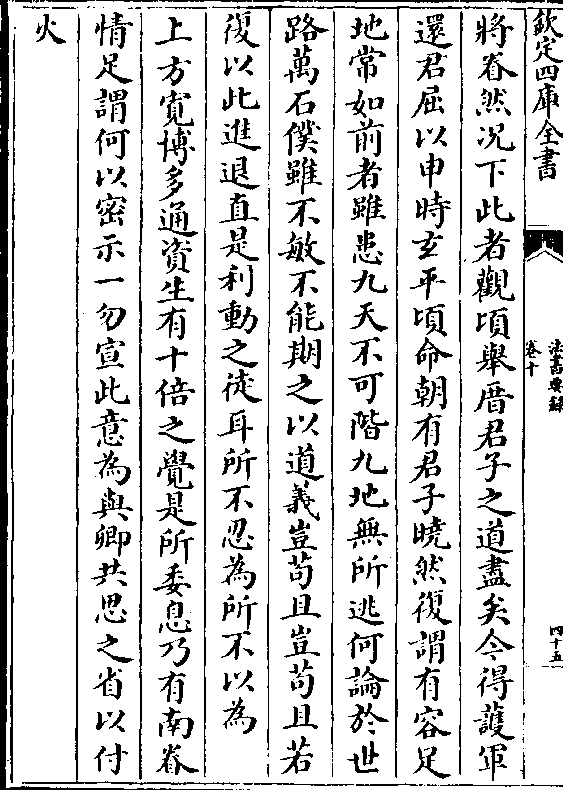 欽定四庫全書
法書要錄
卷十
四十五
將眷然况下此者觀頃舉厝君子之道盡矣今得護軍
還君屈以申時玄平頃命朝有君子曉然復謂有容足
地常如前者雖患九天不可階九地無所逃何論於世
路萬石僕雖不敏不能期之以道義豈苟且豈苟且若
復以此進退直是利動之徒耳所不忍為所不以為
上方寛博多通資生有十倍之覺是所委息乃有南眷
情足謂何以密示一勿宣此意為與卿共思之省以付
火